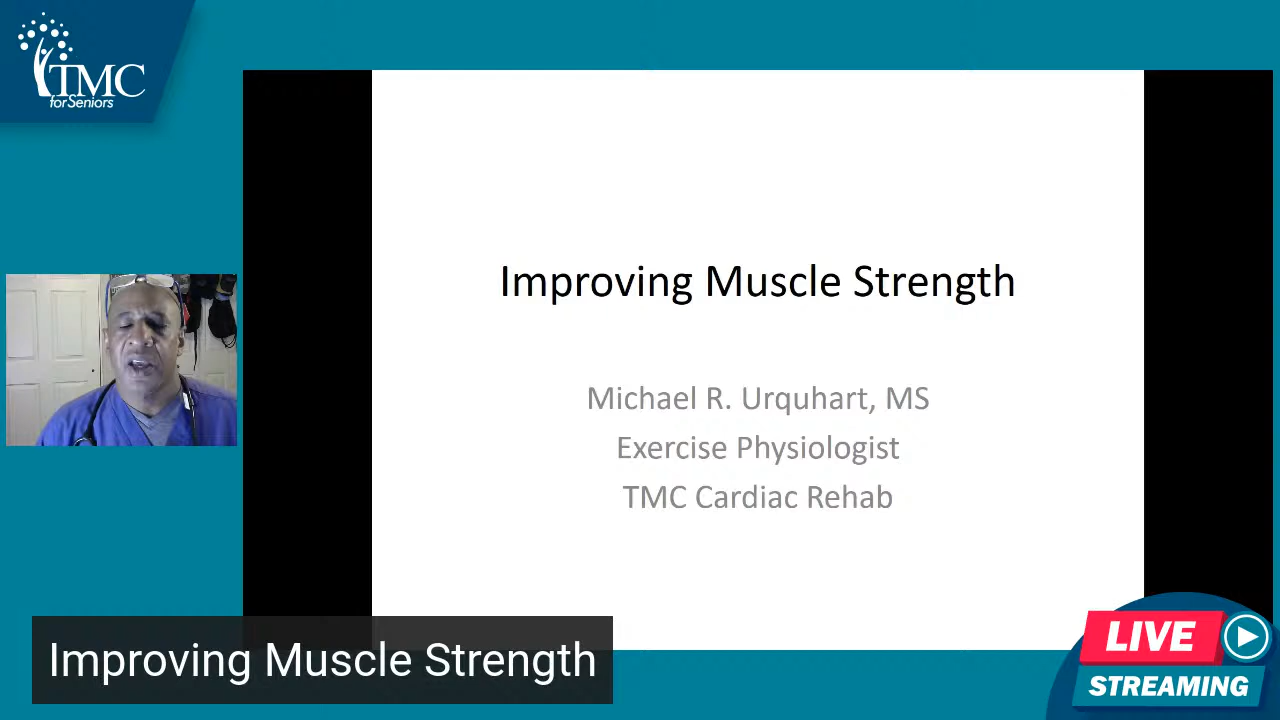 TMC
for Seniors
Improving Muscle Strength
Michael R. Urquhart, MS
Exercise Physiologist
TMC Cardiac Rehab
Improving Muscle Strength
LIVE
STREAMING